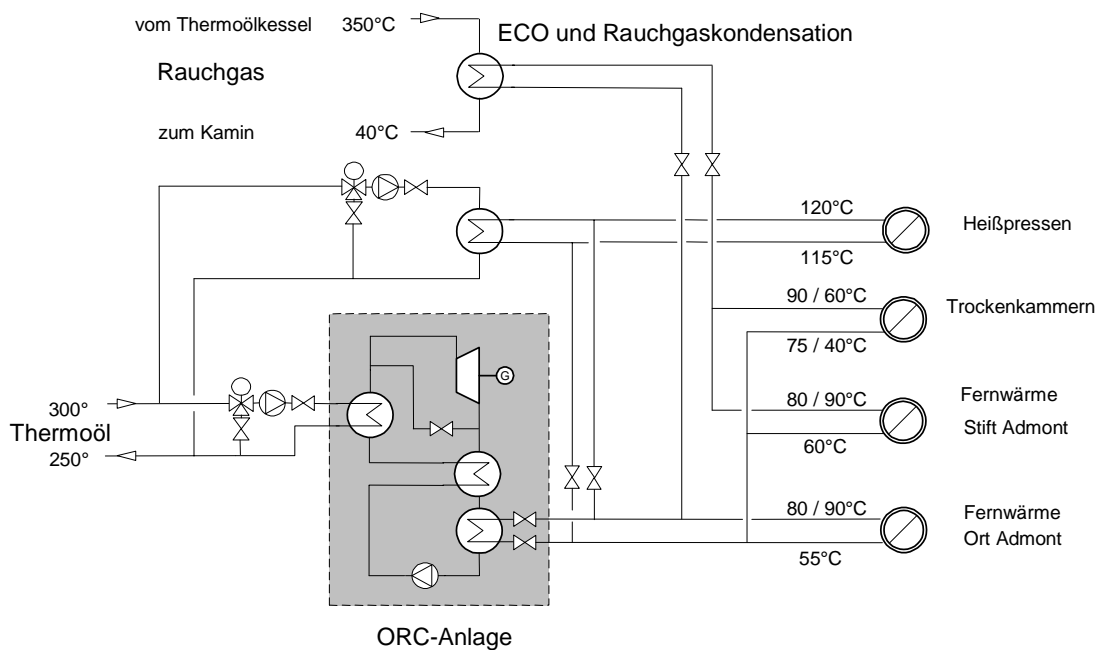 vom Thermoölkessel 350°C
ECO und Rauchgaskondensation
Rauchgas
zum Kamin 40°C
120°C
Heißpressen
115°C
90 / 60°C
Trockenkammern
75 / 40°C
G
80 / 90°C
Fernwärme
Stift Admont
60°C
300°
Thermoöl
250°
80 / 90°C
Fernwärme
Ort Admont
55°C
ORC-Anlage